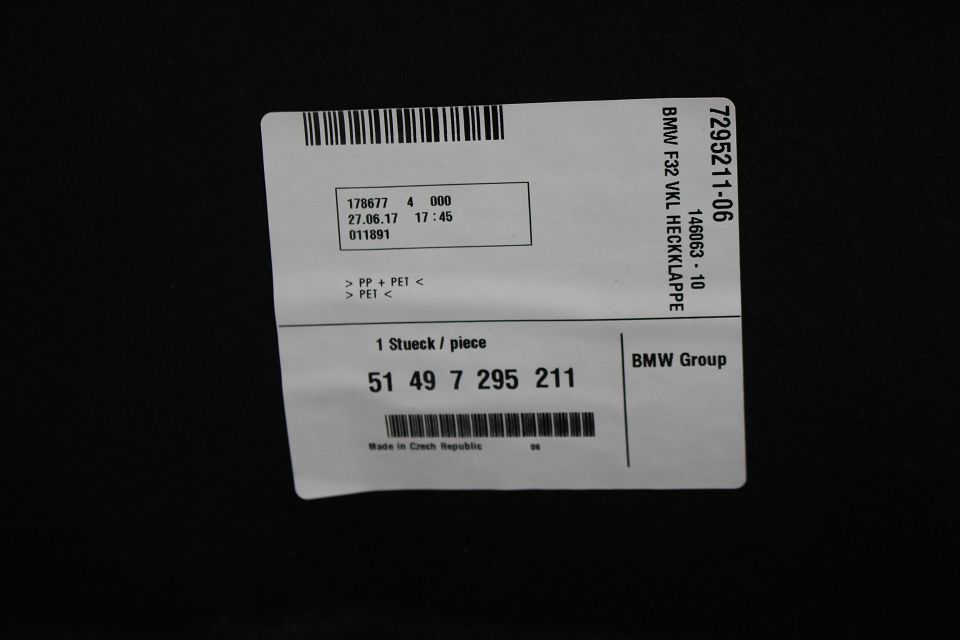 178677 4 000
27.06.17 17:45
011891
> PP + PET <
> PET <
7295211-06
146063 - 10
BMW F32 VKL HECKKLAPPE
1 Stueck / piece
51 49 7 295 211
Made in Czech Republic 06
BMW Group